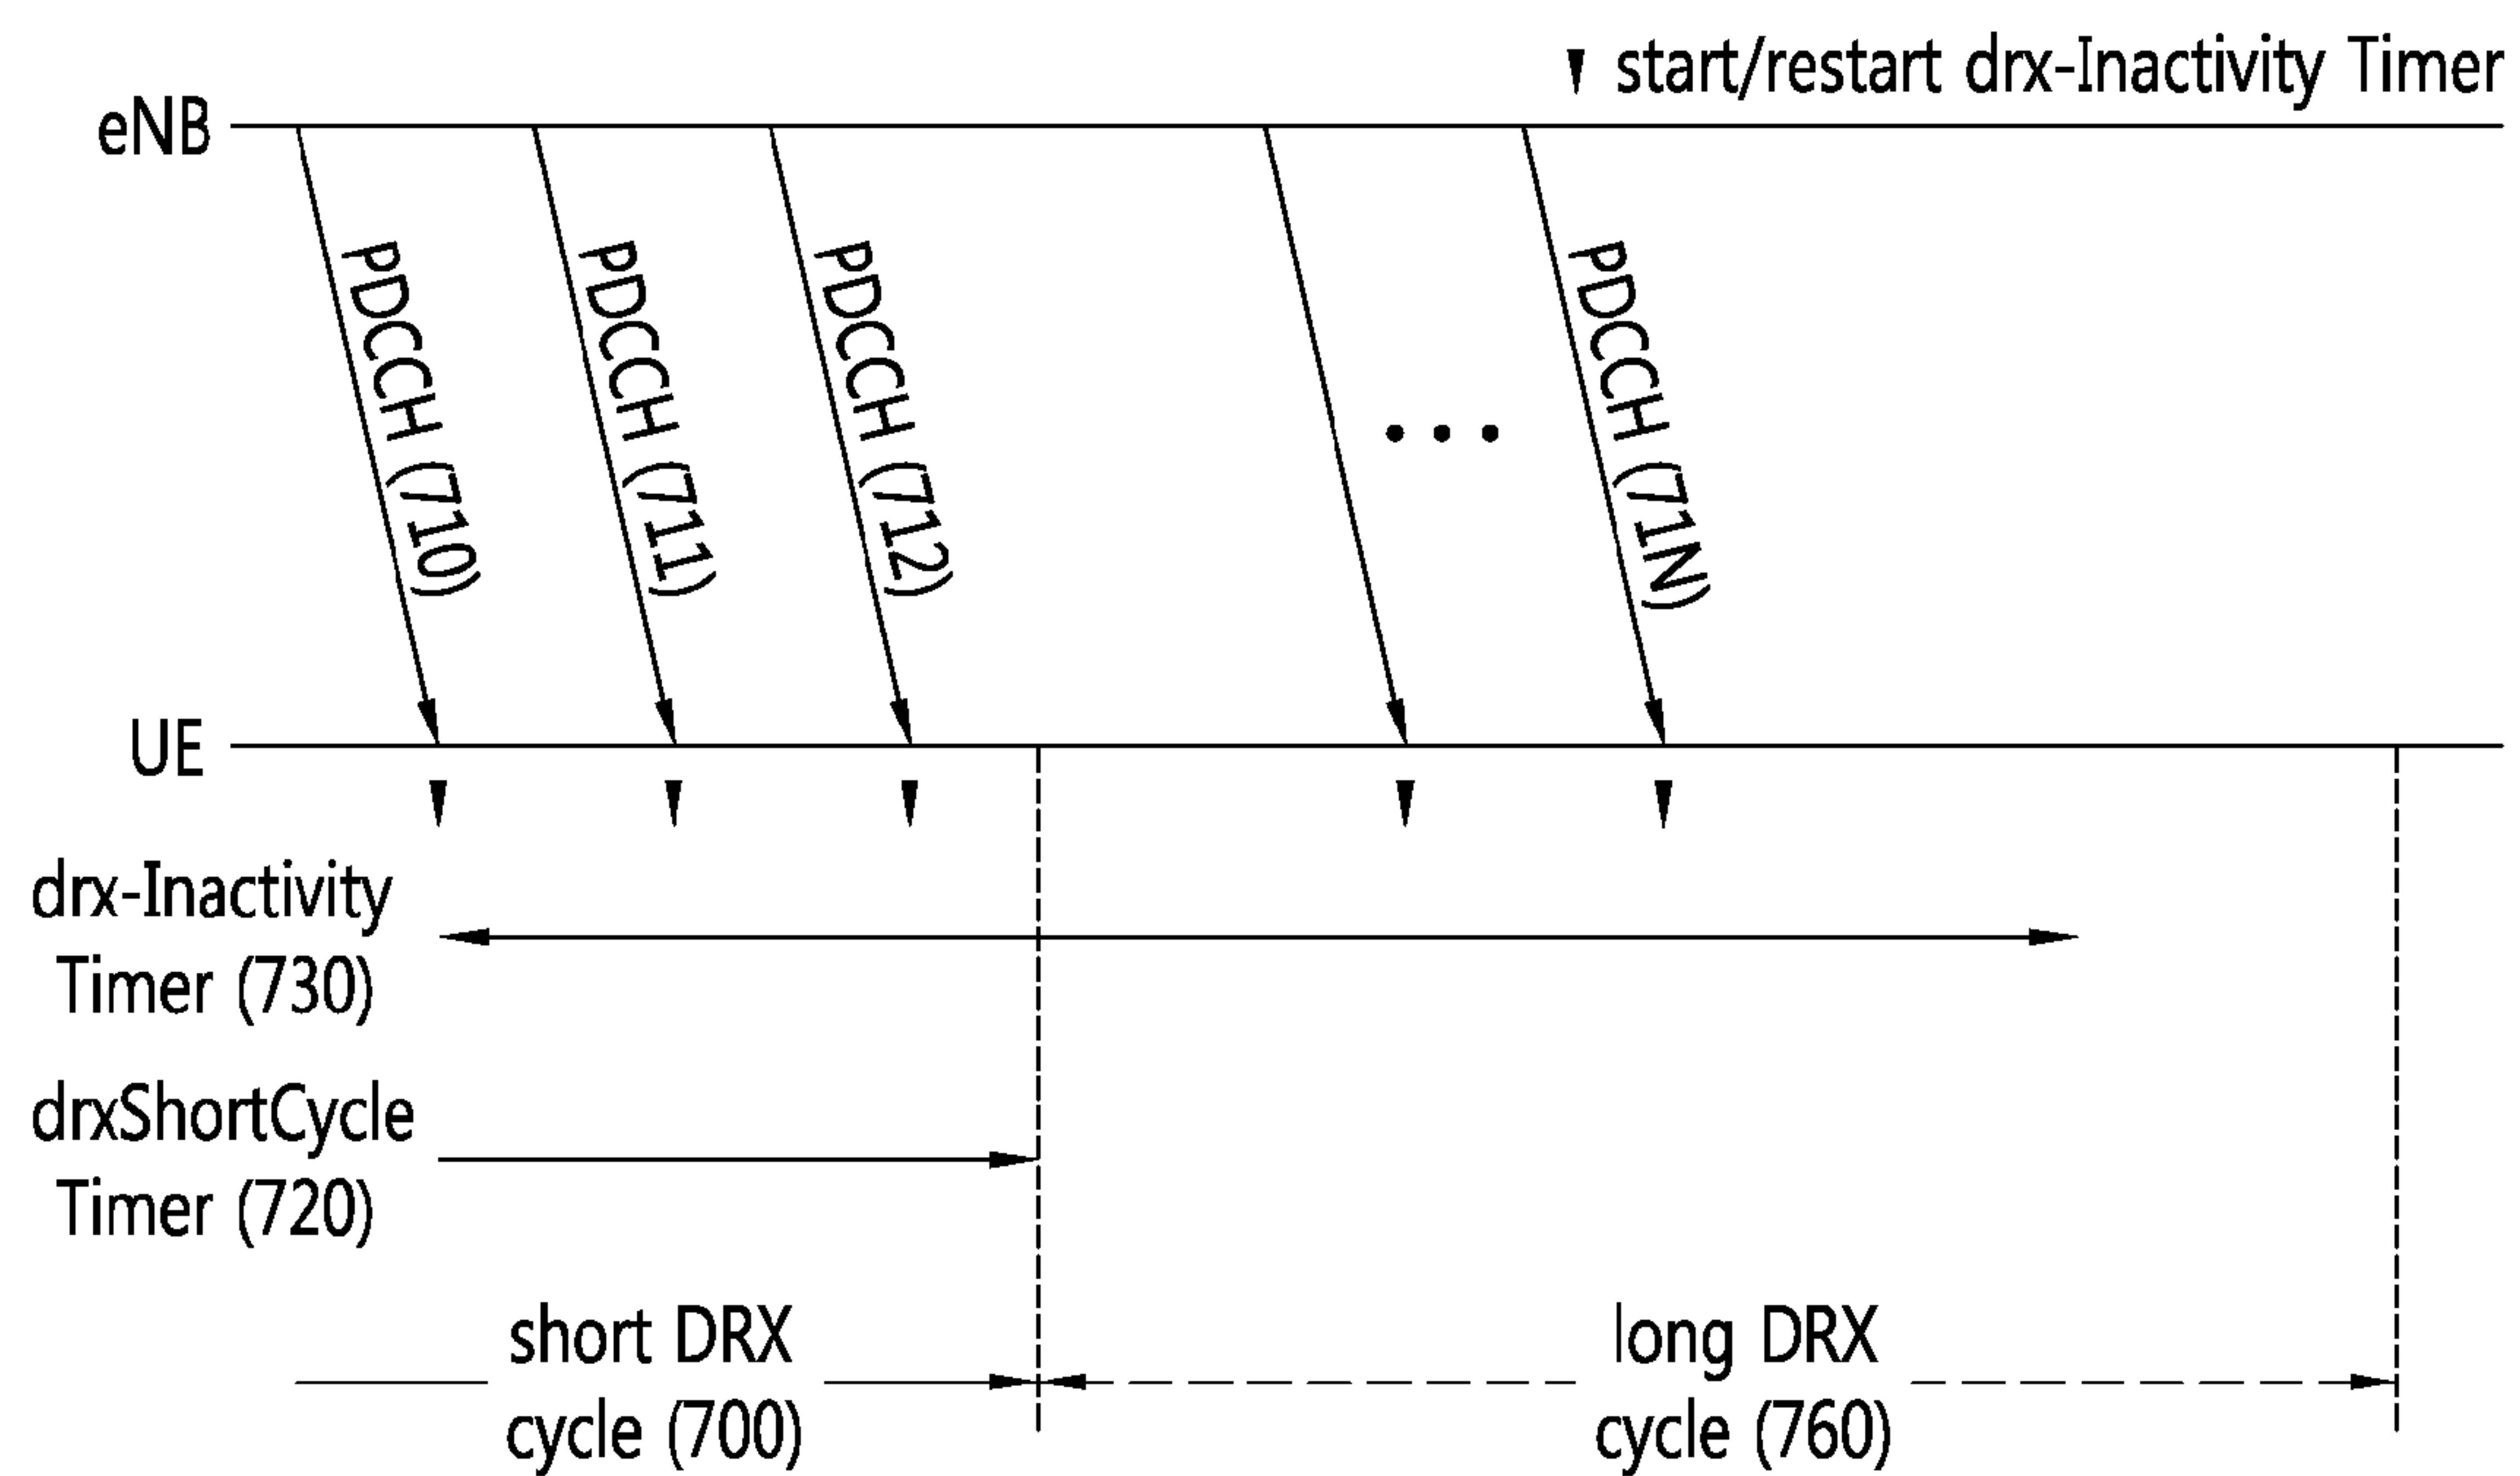 start/restart drx-Inactivity Timer
eNB
PDCCH (710)
PDCCH (711)
PDCCH (712)
PDCCH (71N)
UE
drx-Inactivity
Timer (730)
drxShortCycle
Timer (720)
short DRX
cycle (700)
long DRX
cycle (760)